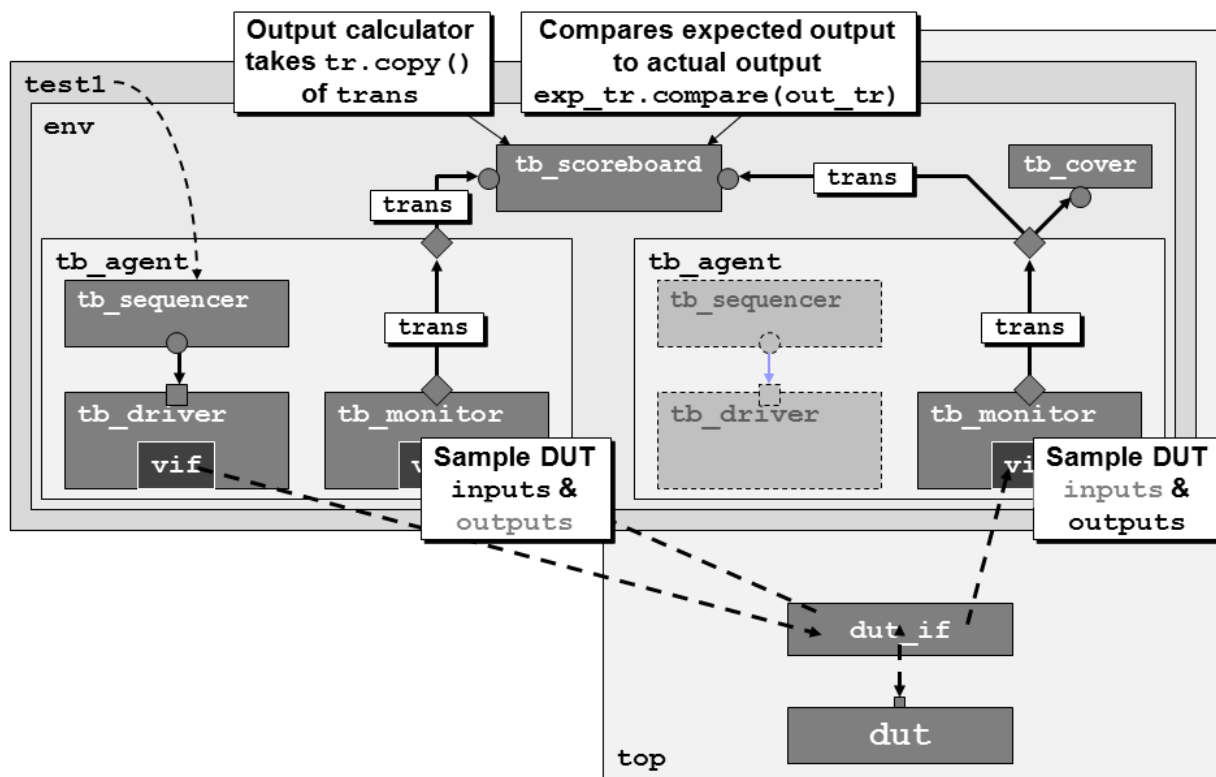 Output calculator
takes tr.copy()
of trans
Compares expected output
to actual output
exp_tr.compare(out_tr)
test1
env
tb_scoreboard
tb_cover
trans
trans
tb_agent
tb_agent
tb_sequencer
tb_sequencer
trans
trans
tb_driver
tb_monitor
tb_driver
tb_monitor
vif
Sample DUT
inputs &
outputs
Sample DUT
inputs &
outputs
dut_if
dut
top